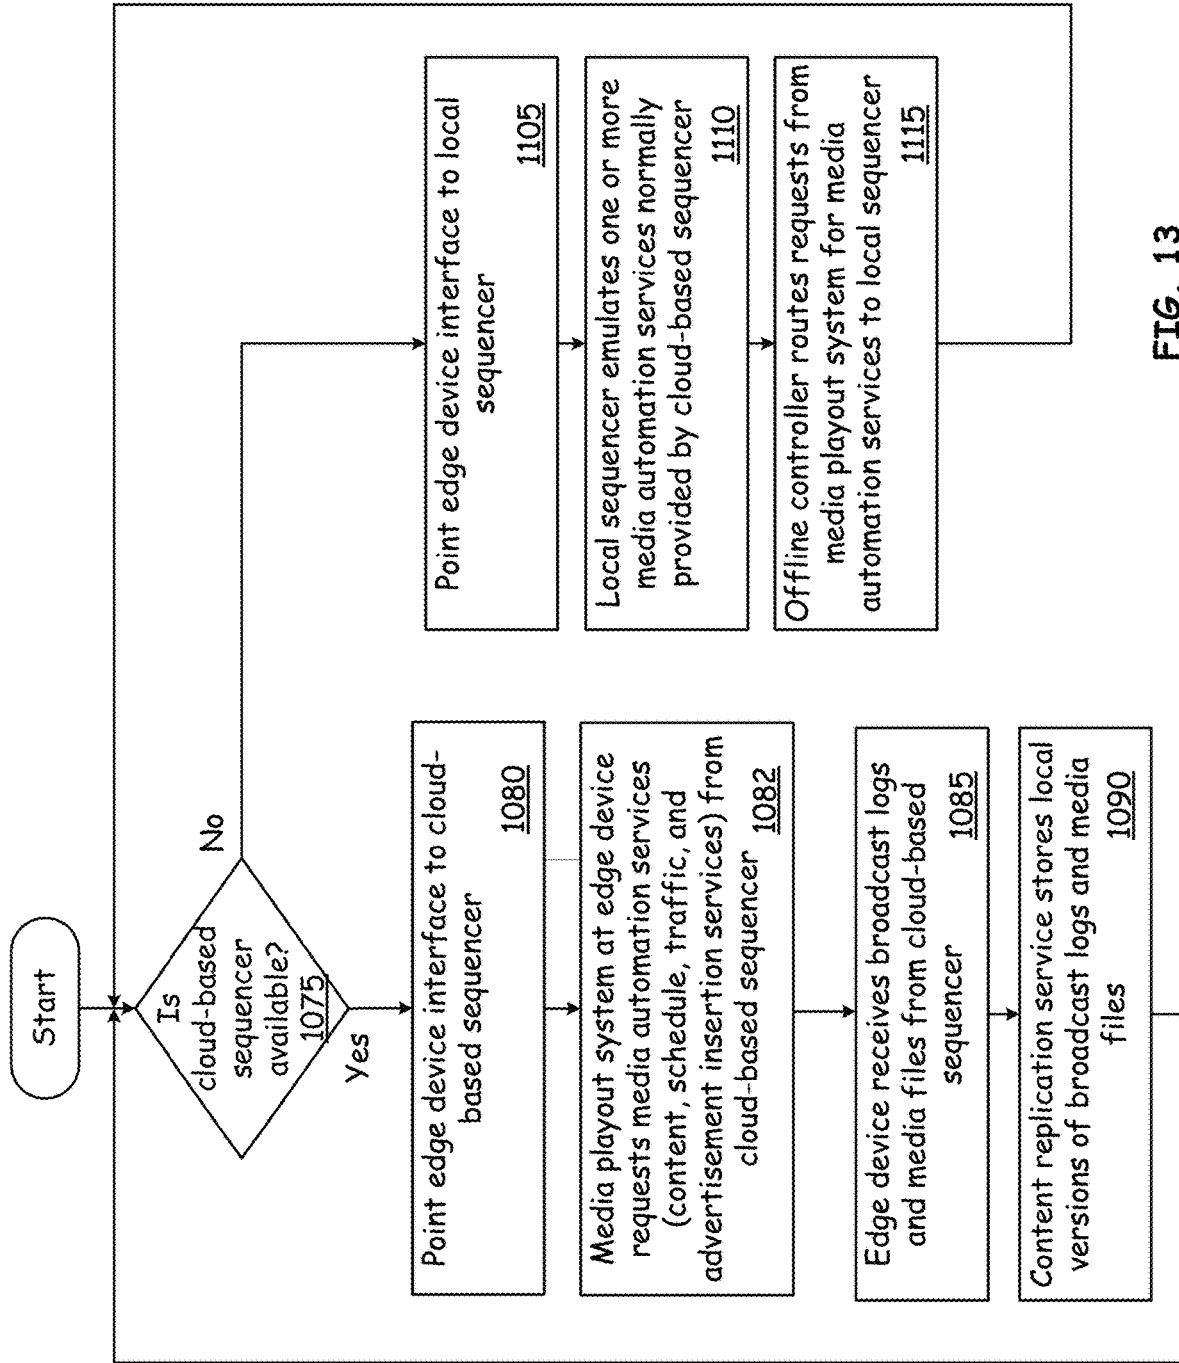 Start
Is
cloud-based
sequencer
available?
1075
No
Yes
Point edge device interface to cloud-
based sequencer
1080
Media playout system at edge device
requests media automation services
(content, schedule, traffic, and
advertisement insertion services) from
cloud-based sequencer
1082
Edge device receives broadcast logs
and media files from cloud-based
sequencer
1085
Content replication service stores local
versions of broadcast logs and media
files
1090
Point edge device interface to local
sequencer
1105
Local sequencer emulates one or more
media automation services normally
provided by cloud-based sequencer
1110
Offline controller routes requests from
media playout system for media
automation services to local sequencer
1115
FIG. 13